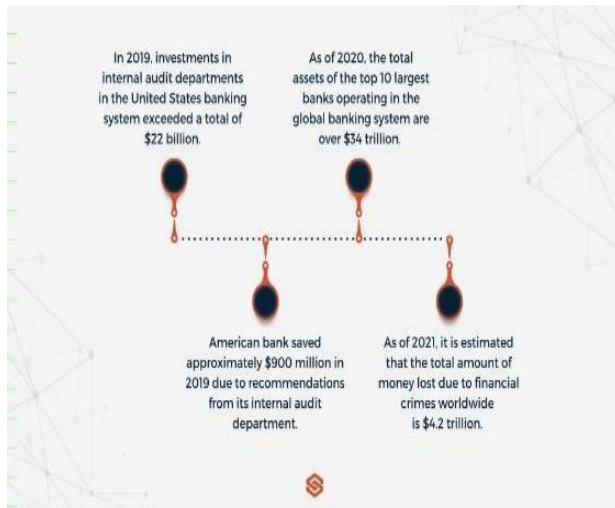 In 2019, investments in
internal audit departments
in the United States banking
system exceeded a total of
$22 billion.
As of 2020, the total
assets of the top 10 largest
banks operating in the
global banking system are
over $34 trillion.
American bank saved
approximately $900 million in
2019 due to recommendations
from its internal audit
department.
As of 2021, it is estimated
that the total amount of
money lost due to financial
crimes worldwide
is $4.2 trillion.